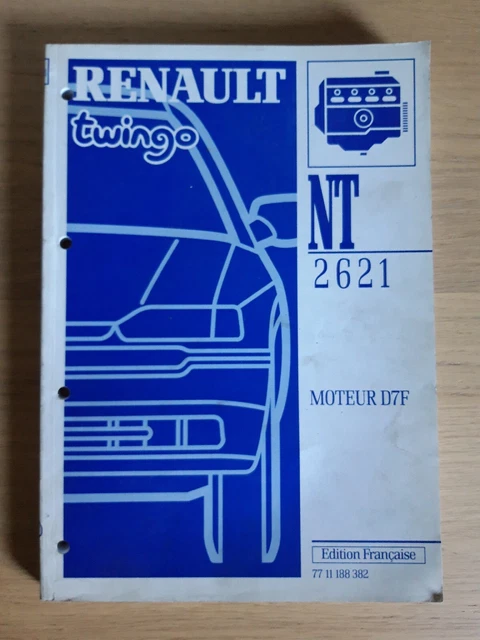 RENAULT
twingo
NT
2621
MOTEUR D7F
Edition Française
77 11 188 382